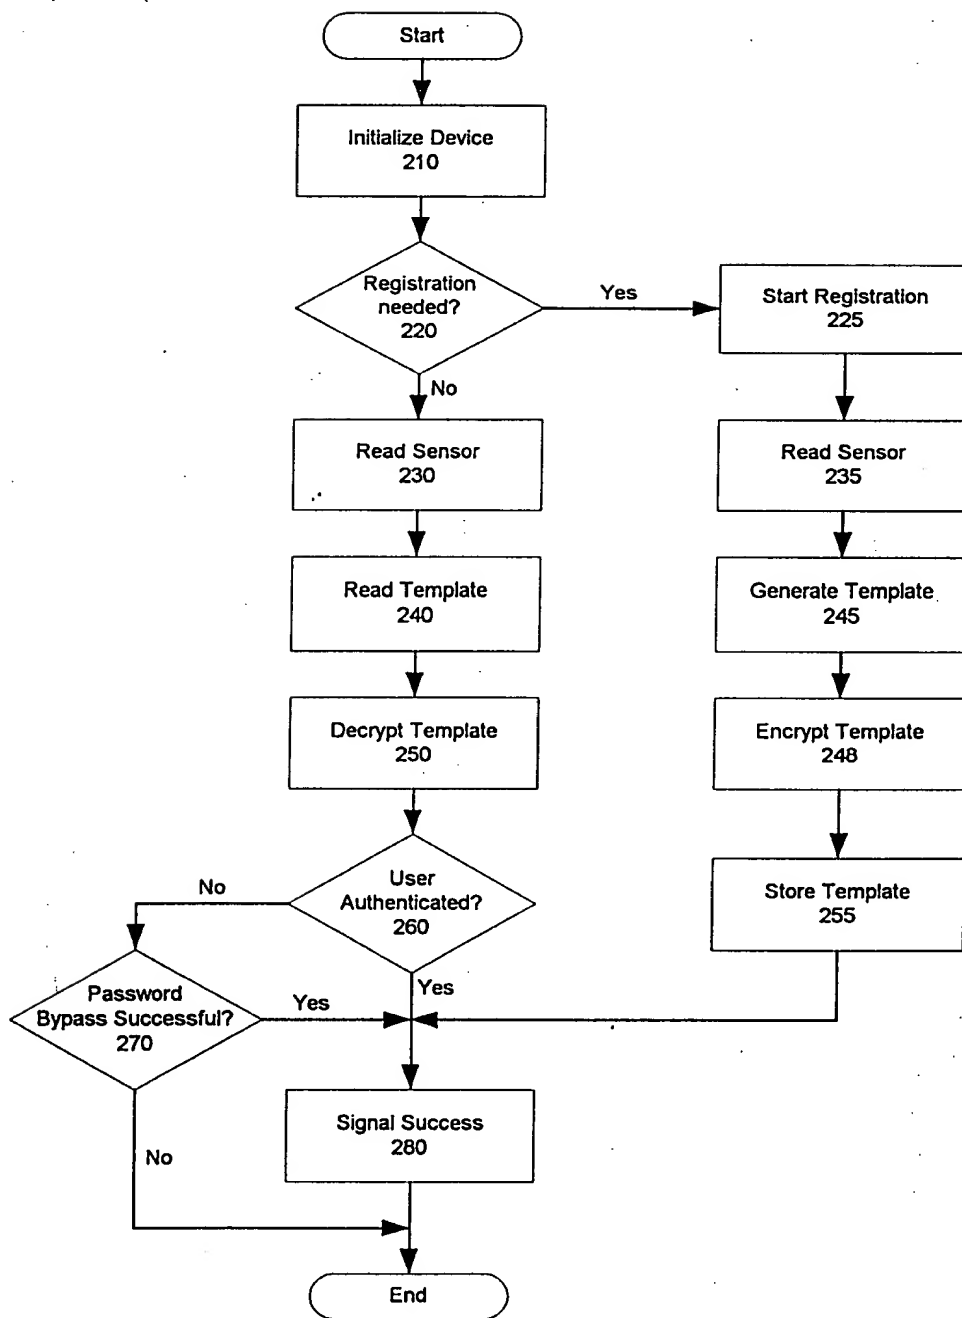 Start
Initialize Device
210
Registration
needed?
220
Yes
Start Registration
225
No
Read Sensor
230
Read Sensor
235
Read Template
240
Generate Template
245
Decrypt Template
250
Encrypt Template
248
No
User
Authenticated?
260
Store Template
255
Yes
Password
Bypass Successful?
270
Yes
Signal Success
280
No
End